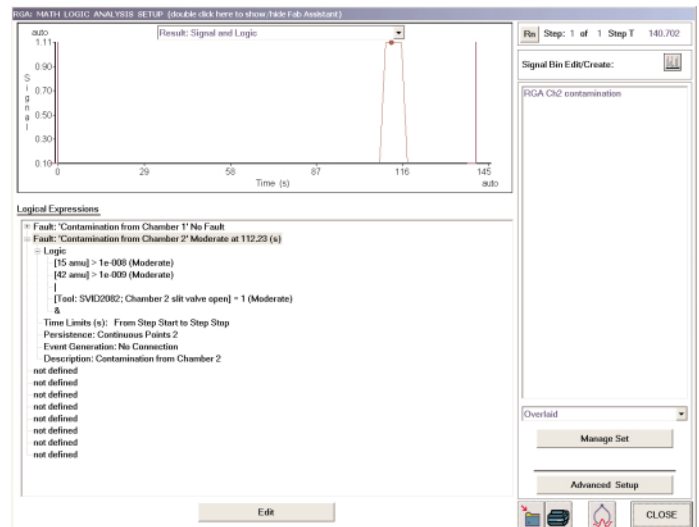 RGA: MATH LOGIC ANALYSIS SETUP (double click here to show/hide Fab Assistant)
auto
Result: Signal and Logic
1.11
0.90
0.70
0.50
0.30
0.10
Signal
0 29 58 87 116 145
Time (s)
auto
Rn Step: 1 of 1 Step T 140.702
Signal Bin Edit/Create:
RGA Ch2 contamination
Logical Expressions
Fault: 'Contamination from Chamber 1' No Fault
Fault: 'Contamination from Chamber 2' Moderate at 112.23 (s)
Logic
[15 amu] > 1e-008 (Moderate)
[42 amu] > 1e-009 (Moderate)
|
[Tool: SVID2082; Chamber 2 slit valve open] = 1 (Moderate)
&
Time Limits (s): From Step Start to Step Stop
Persistence: Continuous Points 2
Event Generation: No Connection
Description: Contamination from Chamber 2
not defined
not defined
not defined
not defined
not defined
not defined
not defined
not defined
Overlaid
Manage Set
Advanced Setup
Edit
CLOSE